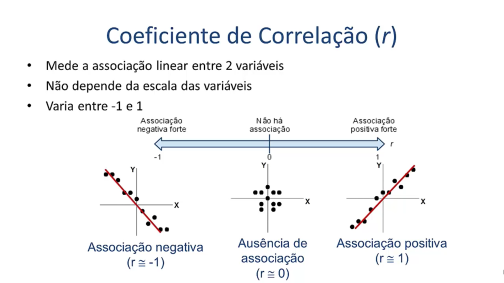 Coeficiente de Correlação (r)
• Mede a associação linear entre 2 variáveis
• Não depende da escala das variáveis
• Varia entre -1 e 1
Associação negativa forte
Não há associação
Associação positiva forte
r
-1
0
1
Y
X
Y
X
Y
X
Associação negativa
(r ≅ -1)
Ausência de
associação
(r ≅ 0)
Associação positiva
(r ≅ 1)